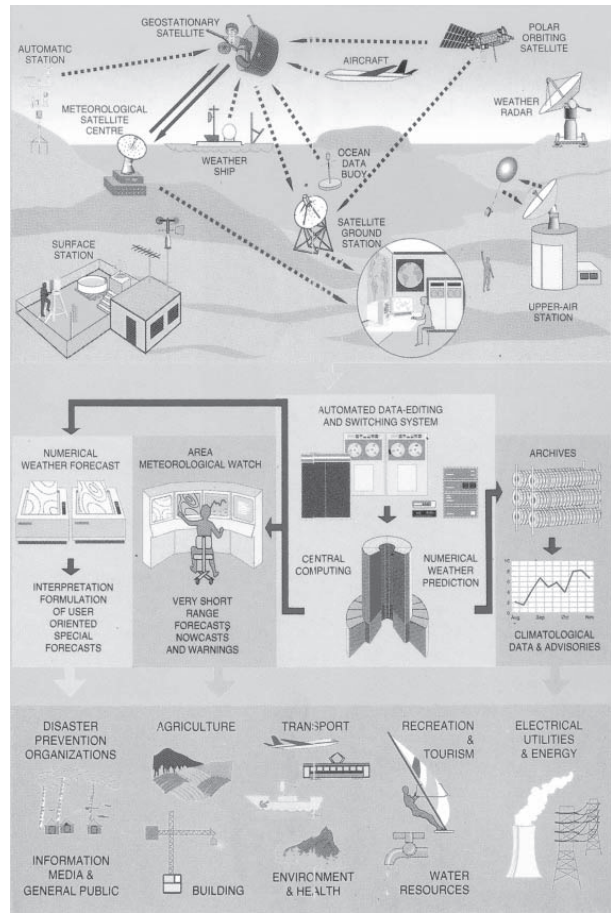 GEOSTATIONARY
SATELLITE
POLAR
ORBITING
SATELLITE
AUTOMATIC
STATION
AIRCRAFT
WEATHER
RADAR
METEOROLOGICAL
SATELLITE
CENTRE
WEATHER
SHIP
OCEAN
DATA
BUOY
SATELLITE
GROUND
STATION
SURFACE
STATION
UPPER-AIR
STATION
AUTOMATED DATA-EDITING
AND SWITCHING SYSTEM
NUMERICAL
WEATHER FORECAST
AREA
METEOROLOGICAL WATCH
ARCHIVES
CENTRAL
COMPUTING
NUMERICAL
WEATHER
PREDICTION
INTERPRETATION
FORMULATION
OF USER
ORIENTED
SPECIAL
FORECASTS
VERY SHORT
RANGE
FORECASTS
NOWCASTS
AND WARNINGS
Aug Sep Oct Nov
CLIMATOLOGICAL
DATA & ADVISORIES
DISASTER
PREVENTION
ORGANIZATIONS
AGRICULTURE
TRANSPORT
RECREATION
&
TOURISM
ELECTRICAL
UTILITIES
& ENERGY
INFORMATION
MEDIA &
GENERAL PUBLIC
BUILDING
ENVIRONMENT
& HEALTH
WATER
RESOURCES